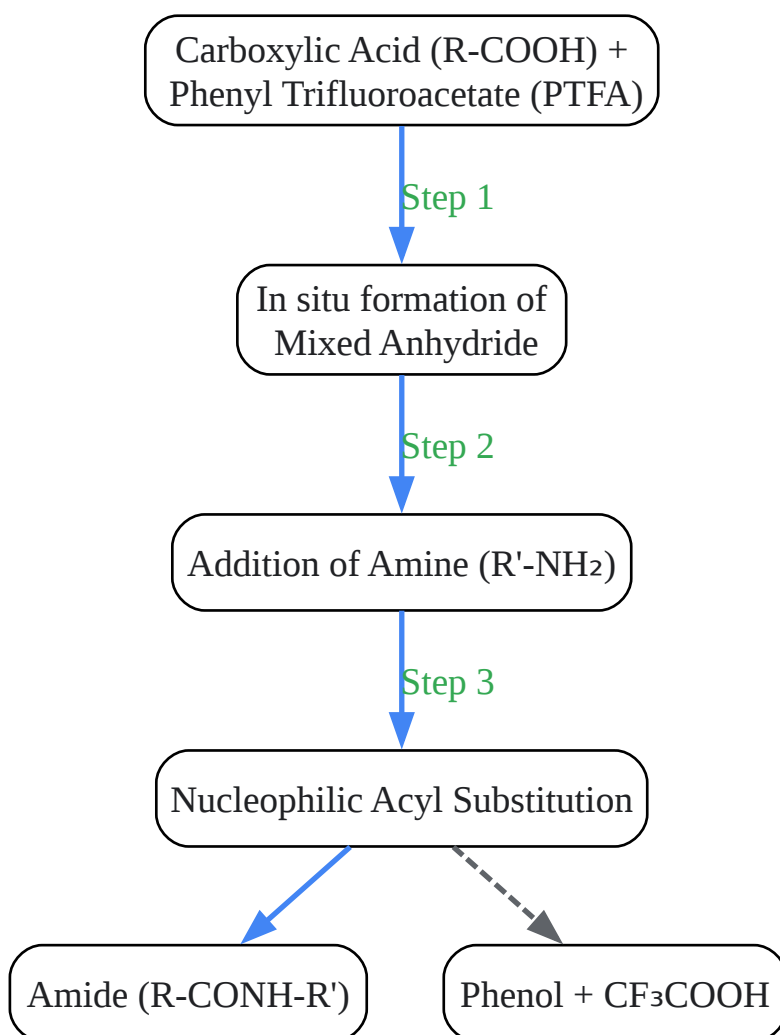 Carboxylic Acid (R-COOH) +
Phenyl Trifluoroacetate (PTFA)
Step 1
In situ formation of
Mixed Anhydride
Step 2
Addition of Amine (R'-NH₂)
Step 3
Nucleophilic Acyl Substitution
Amide (R-CONH-R')
Phenol + CF₃COOH